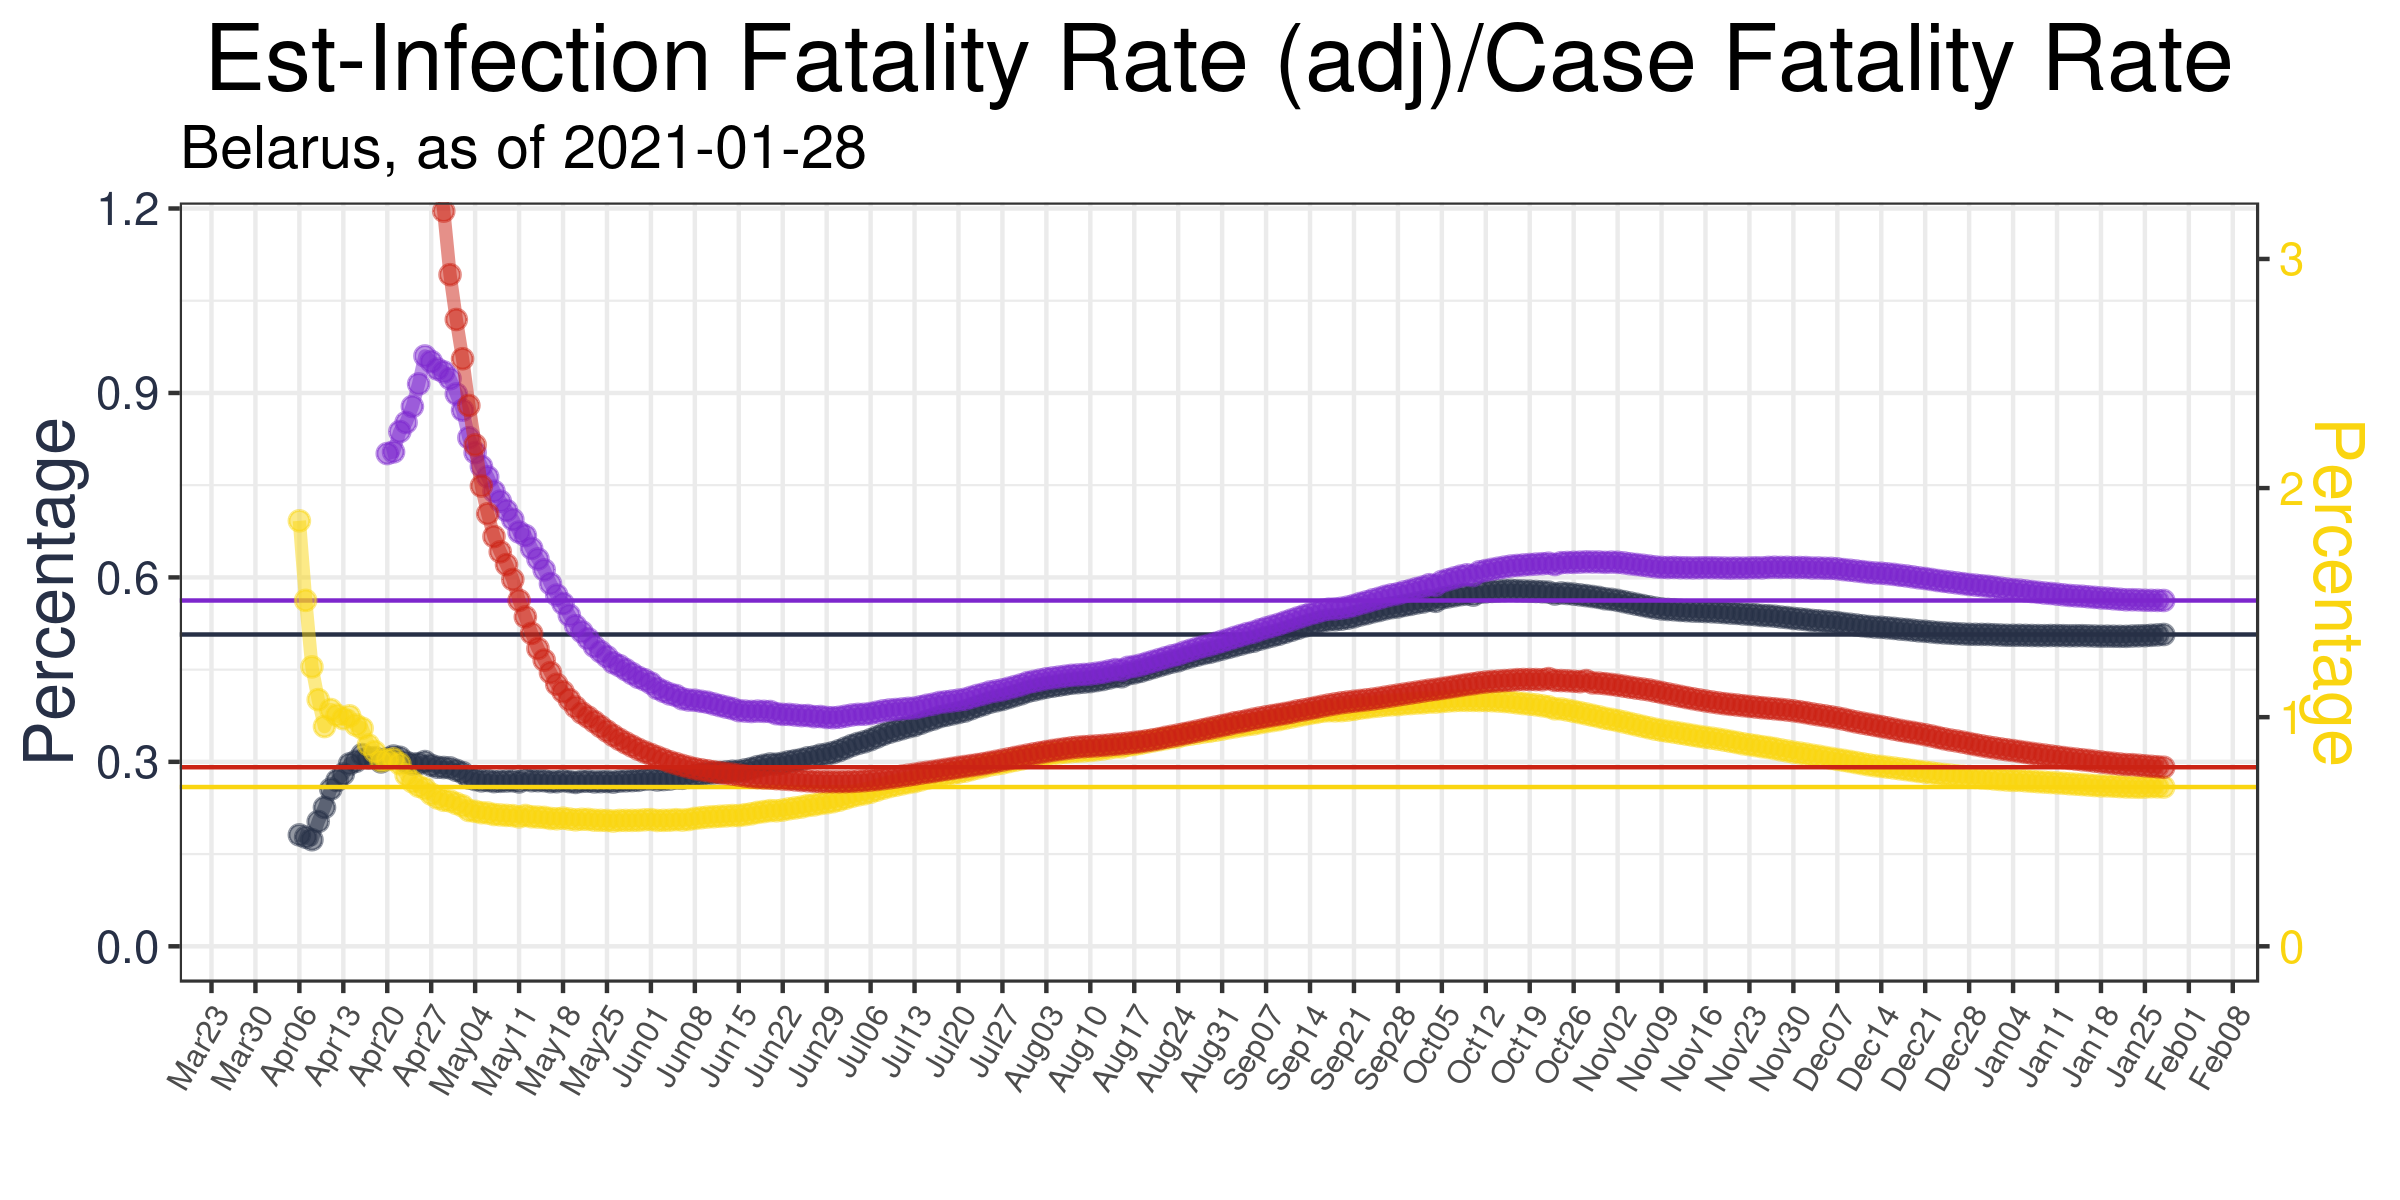 Est-Infection Fatality Rate (adj)/Case Fatality Rate
Belarus, as of 2021-01-28
Percentage
1.2
0.9
0.6
0.3
0.0
3
2
1
0
Percentage
Mar23
Mar30
Apr06
Apr13
Apr20
Apr27
May04
May11
May18
May25
Jun01
Jun08
Jun15
Jun22
Jun29
Jul06
Jul13
Jul20
Jul27
Aug03
Aug10
Aug17
Aug24
Aug31
Sep07
Sep14
Sep21
Sep28
Oct05
Oct12
Oct19
Oct26
Nov02
Nov09
Nov16
Nov23
Nov30
Dec07
Dec14
Dec21
Dec28
Jan04
Jan11
Jan18
Jan25
Feb01
Feb08